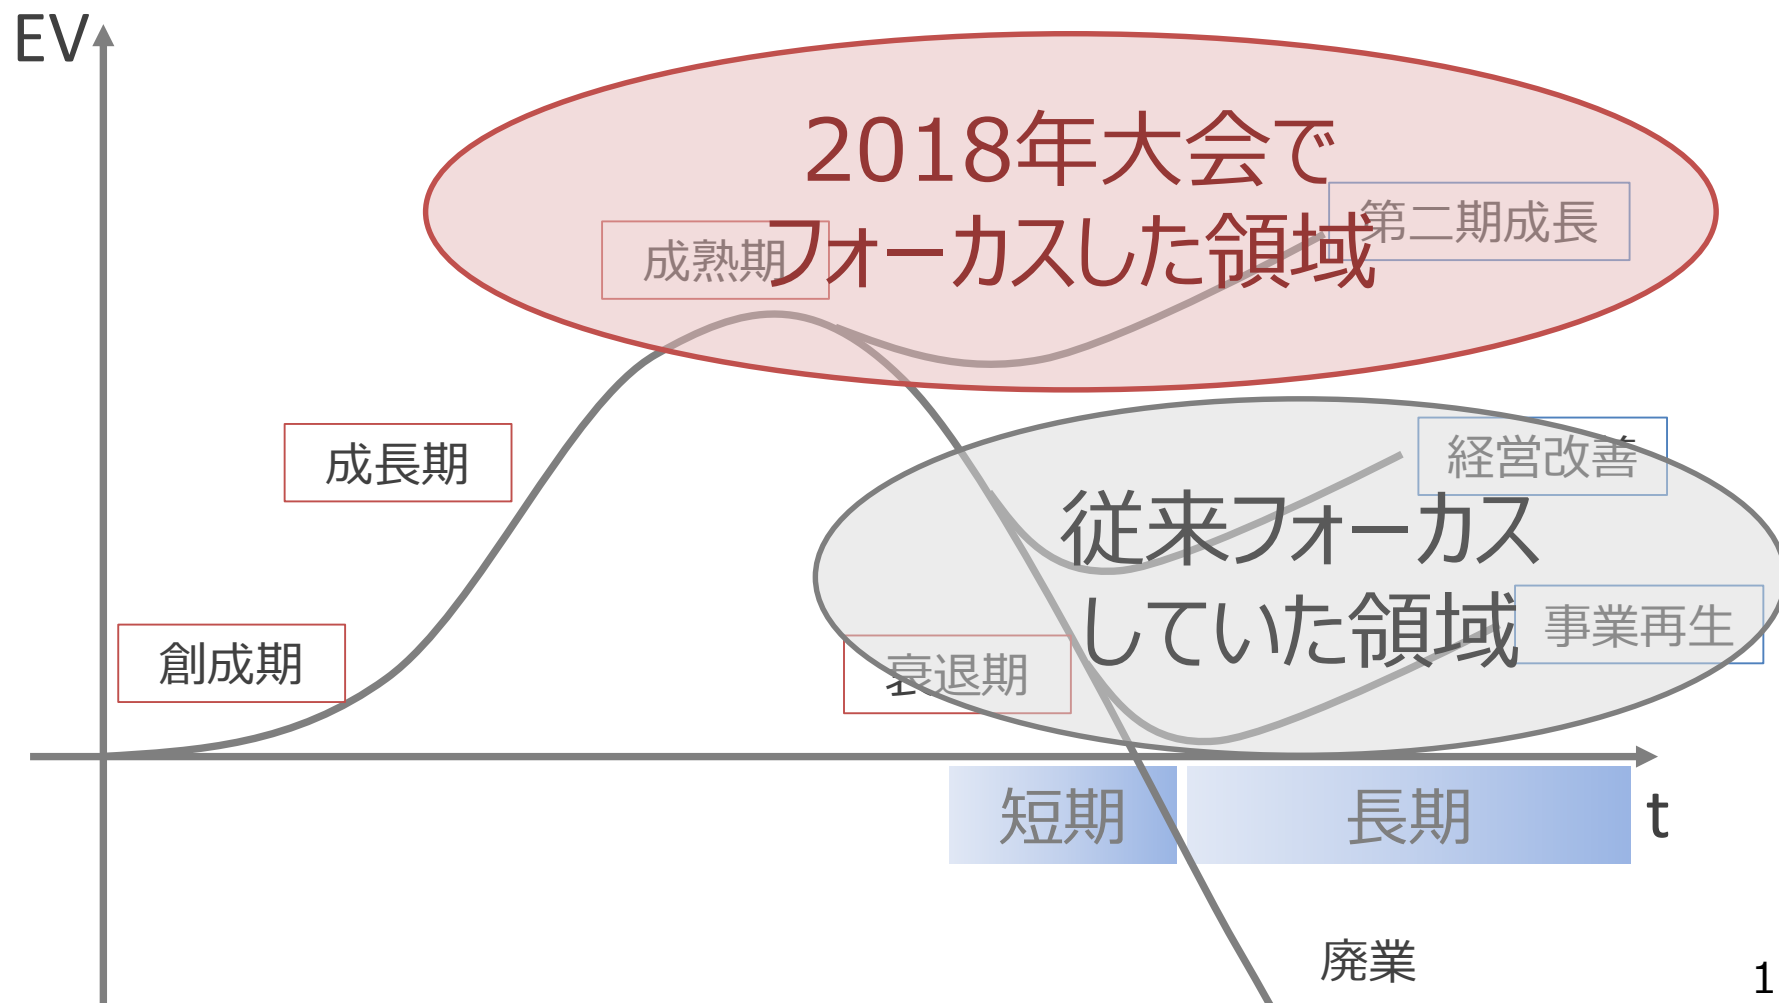 EV
2018年大会で
フォーカスした領域
第二期成長
成熟期
成長期
経営改善
従来フォーカス
していた領域
事業再生
創成期
衰退期
短期
長期
t
廃業
1